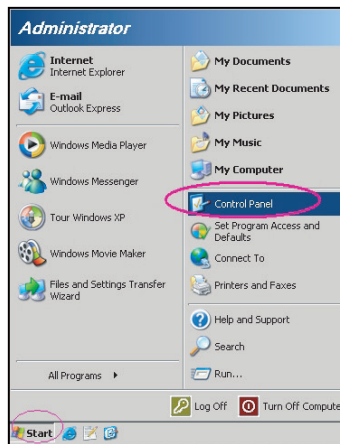 Administrator
Internet
Internet Explorer
E-mail
Outlook Express
Windows Media Player
Windows Messenger
Tour Windows XP
Windows Movie Maker
Files and Settings Transfer
Wizard
All Programs
My Documents
My Recent Documents
My Pictures
My Music
My Computer
Control Panel
Set Program Access and
Defaults
Connect To
Printers and Faxes
Help and Support
Search
Run...
Log Off
Turn Off Compute
Start